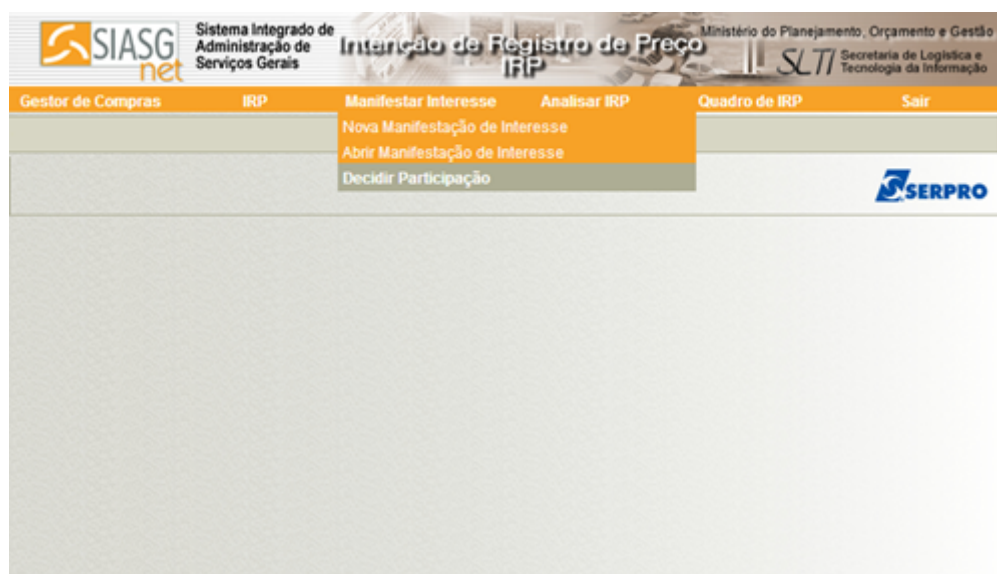 SIASG
net
Sistema Integrado de
Administração de
Serviços Gerais
Intenção de Registro de Preço
IRP
Ministério do Planejamento, Orçamento e Gestão
SLTI
Secretaria de Logística e
Tecnologia da Informação
Gestor de Compras IRP Manifestar Interesse Analisar IRP Quadro de IRP Sair
Nova Manifestação de Interesse
Abrir Manifestação de Interesse
Decidir Participação
SERPRO